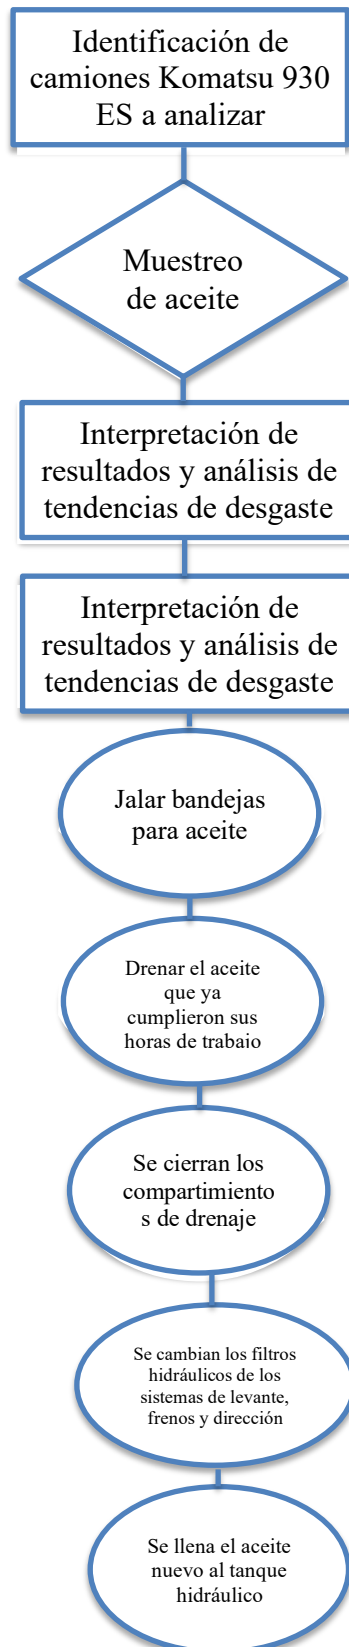 Identificación de
camiones Komatsu 930
ES a analizar
Muestreo
de aceite
Interpretación de
resultados y análisis de
tendencias de desgaste
Interpretación de
resultados y análisis de
tendencias de desgaste
Jalar bandejas
para aceite
Drenar el aceite
que ya
cumplieron sus
horas de trabajo
Se cierran los
compartimiento
s de drenaje
Se cambian los filtros
hidráulicos de los
sistemas de levante,
frenos y dirección
Se llena el aceite
nuevo al tanque
hidráulico